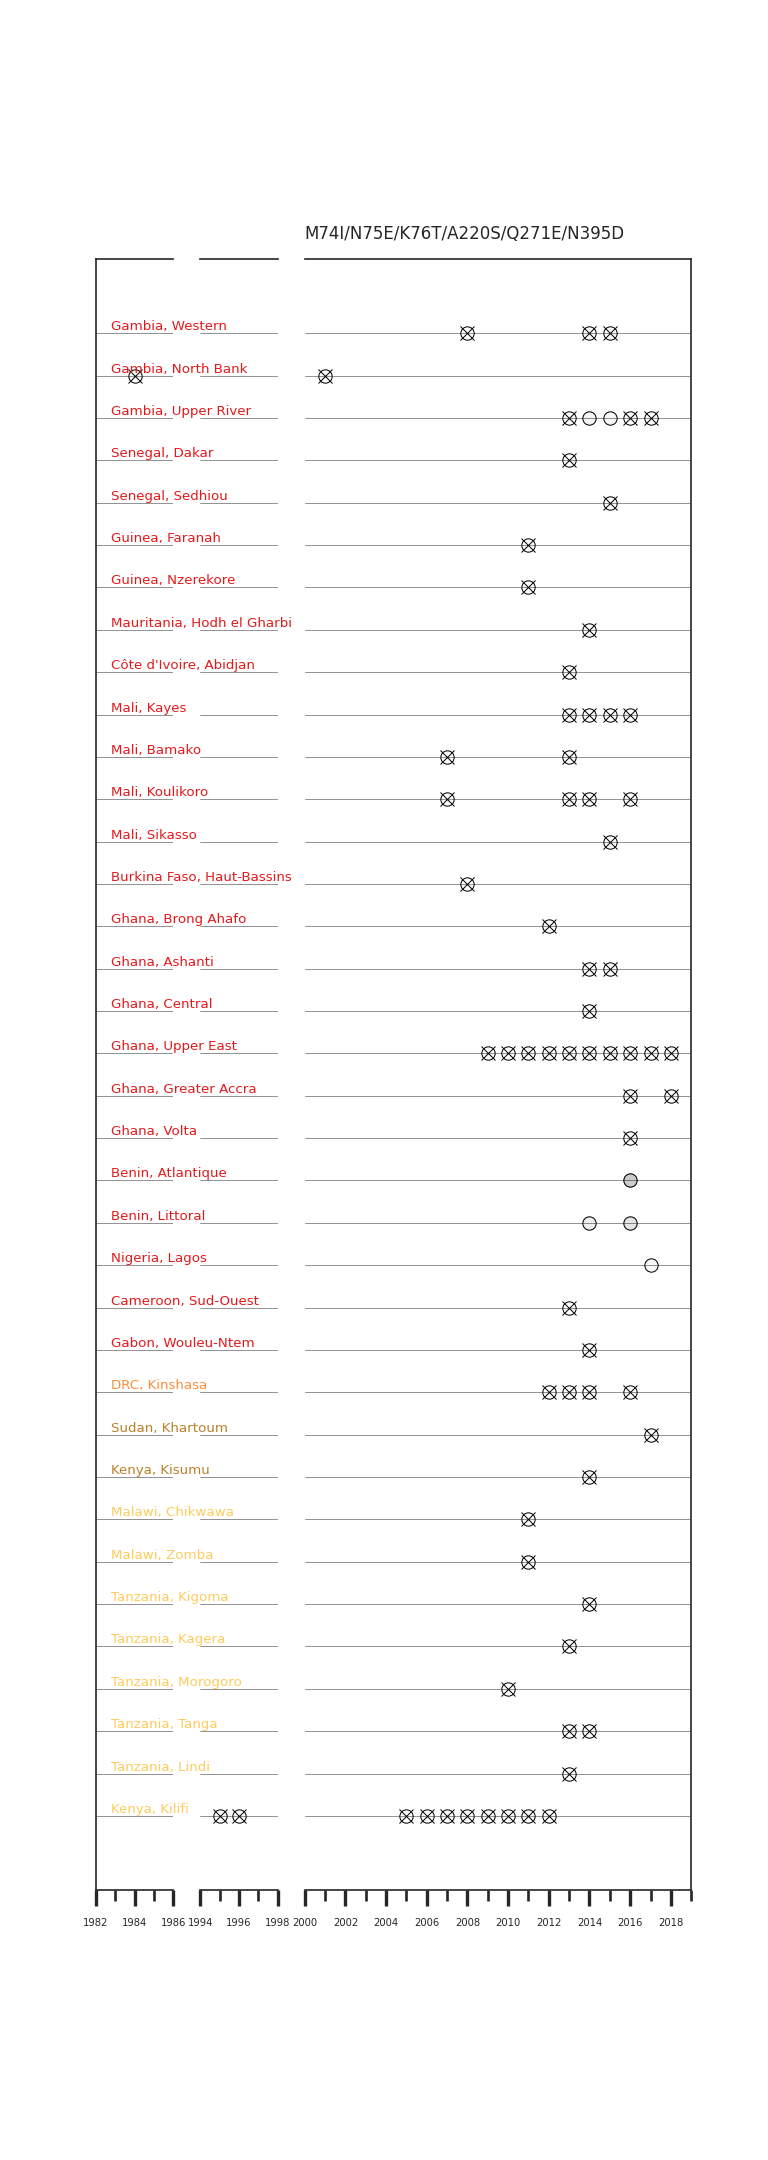 M74I/N75E/K76T/A220S/Q271E/N395D
Gambia, Western
Gambia, North Bank
Gambia, Upper River
Senegal, Dakar
Senegal, Sedhiou
Guinea, Faranah
Guinea, Nzerekore
Mauritania, Hodh el Gharbi
Côte d'Ivoire, Abidjan
Mali, Kayes
Mali, Bamako
Mali, Koulikoro
Mali, Sikasso
Burkina Faso, Haut-Bassins
Ghana, Brong Ahafo
Ghana, Ashanti
Ghana, Central
Ghana, Upper East
Ghana, Greater Accra
Ghana, Volta
Benin, Atlantique
Benin, Littoral
Nigeria, Lagos
Cameroon, Sud-Ouest
Gabon, Wouleu-Ntem
DRC, Kinshasa
Sudan, Khartoum
Kenya, Kisumu
Malawi, Chikwawa
Malawi, Zomba
Tanzania, Kigoma
Tanzania, Kagera
Tanzania, Morogoro
Tanzania, Tanga
Tanzania, Lindi
Kenya, Kilifi
1982 1984 1986 1994 1996 1998 2000 2002 2004 2006 2008 2010 2012 2014 2016 2018